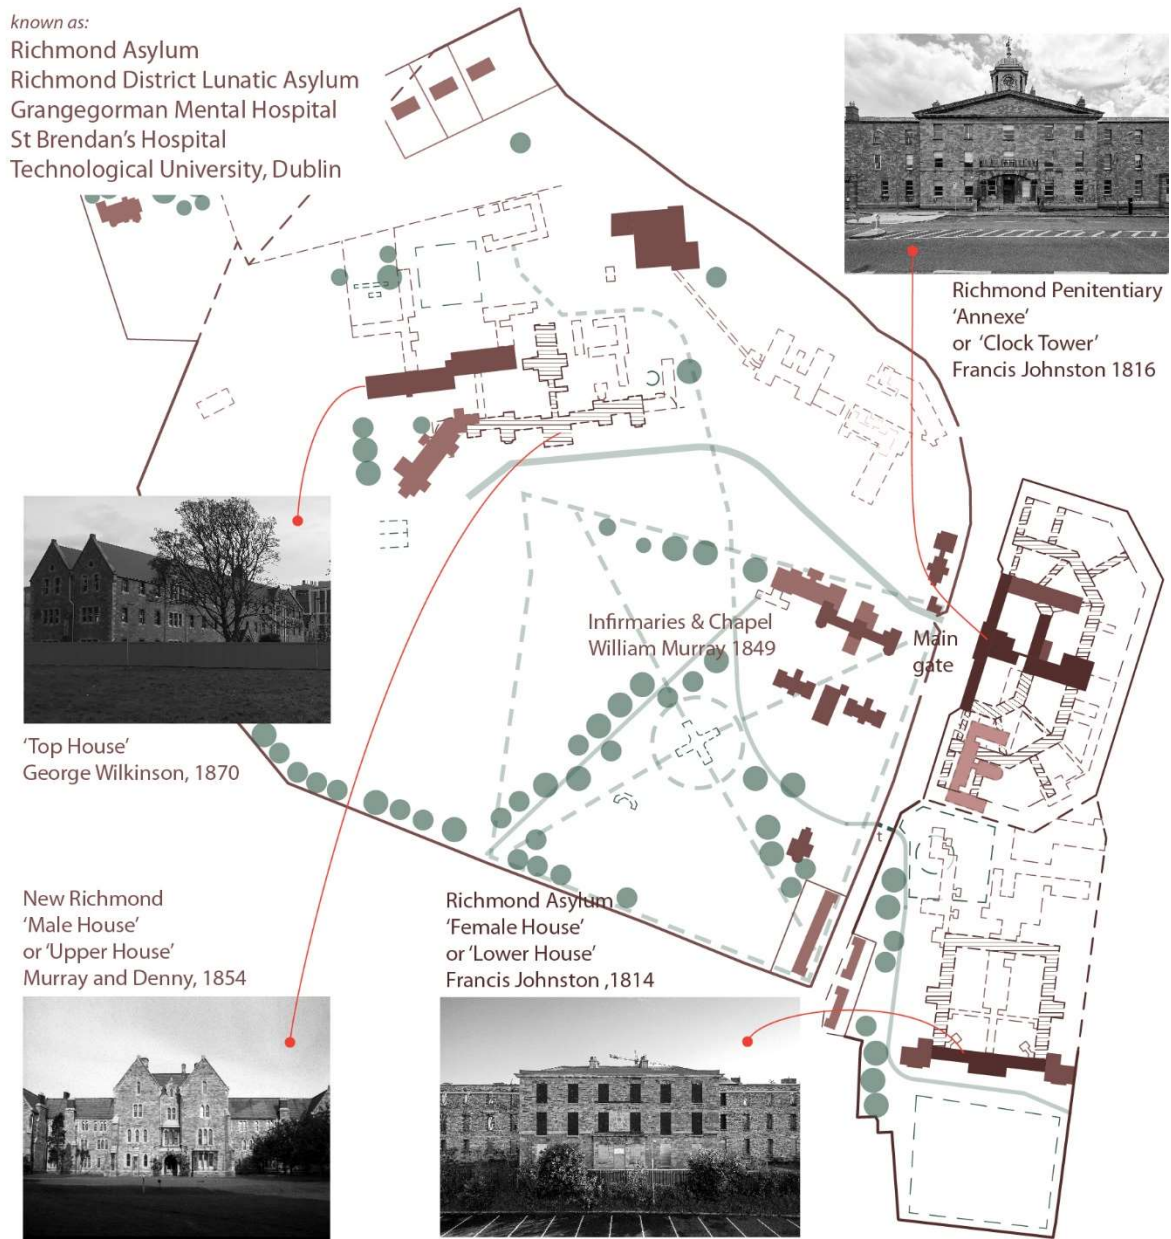 known as:
Richmond Asylum
Richmond District Lunatic Asylum
Grangegorman Mental Hospital
St Brendan's Hospital
Technological University, Dublin
Richmond Penitentiary
'Annexe'
or 'Clock Tower'
Francis Johnston 1816
Infirmaries & Chapel
William Murray 1849
Main
gate
'Top House'
George Wilkinson, 1870
t
New Richmond
'Male House'
or 'Upper House'
Murray and Denny, 1854
Richmond Asylum
'Female House'
or 'Lower House'
Francis Johnston ,1814